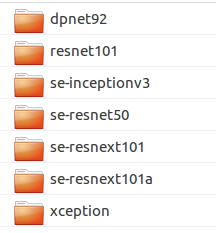 dpnet92
resnet101
se-inceptionv3
se-resnet50
se-resnext101
se-resnext101a
xception